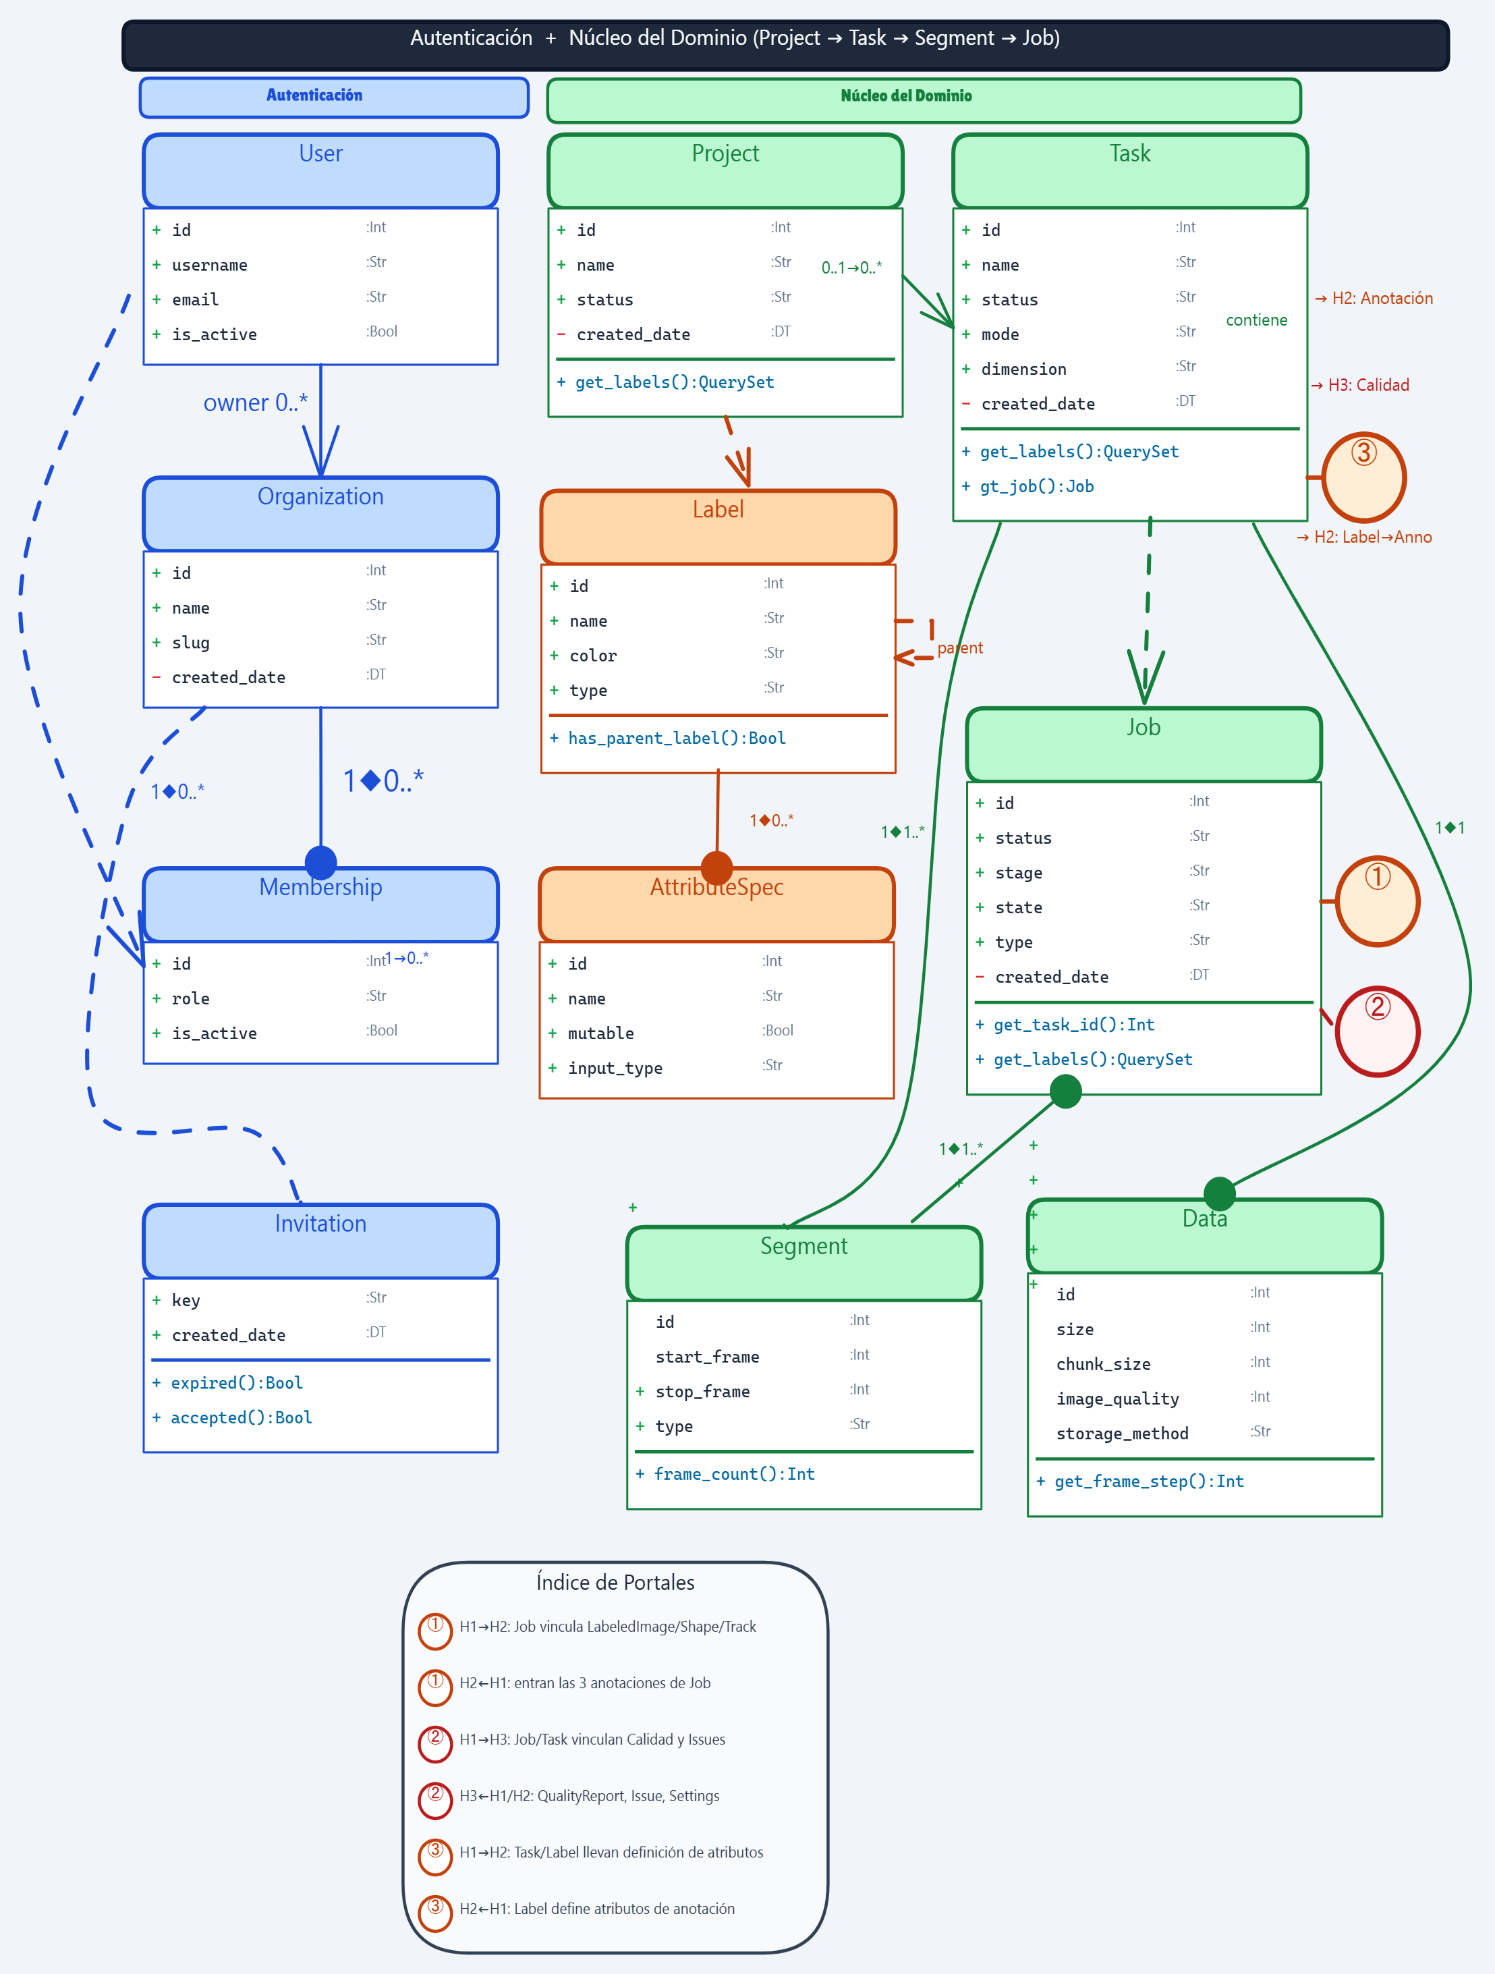 Autenticación + Núcleo del Dominio (Project → Task → Segment → Job)
Autenticación
Núcleo del Dominio
User
+ id :Int
+ username :Str
+ email :Str
+ is_active :Bool
owner 0..*
Organization
+ id :Int
+ name :Str
+ slug :Str
− created_date :DT
1◆0..*
1◆0..*
Membership
+ id :Int
1→0..*
+ role :Str
+ is_active :Bool
Invitation
+ key :Str
+ created_date :DT
+ expired():Bool
+ accepted():Bool
Project
+ id :Int
+ name :Str
0..1→0..*
+ status :Str
− created_date :DT
+ get_labels():QuerySet
Label
+ id :Int
+ name :Str
+ color :Str
parent
+ type :Str
+ has_parent_label():Bool
1◆0..*
AttributeSpec
+ id :Int
+ name :Str
+ mutable :Bool
+ input_type :Str
Task
+ id :Int
+ name :Str
+ status :Str
→ H2: Anotación
contiene
+ mode :Str
+ dimension :Str
→ H3: Calidad
− created_date :DT
+ get_labels():QuerySet
+ gt_job():Job
③
→ H2: Label→Anno
Job
+ id :Int
+ status :Str
+ stage :Str
+ state :Str
+ type :Str
− created_date :DT
+ get_task_id():Int
+ get_labels():QuerySet
①
②
1◆1..*
1◆1
1◆1..*
+
+
+
+
+
+
+
Segment
id :Int
start_frame :Int
+ stop_frame :Int
+ type :Str
+ frame_count():Int
Data
id :Int
size :Int
chunk_size :Int
image_quality :Int
storage_method :Str
+ get_frame_step():Int
Índice de Portales
① H1→H2: Job vincula LabeledImage/Shape/Track
① H2←H1: entran las 3 anotaciones de Job
② H1→H3: Job/Task vinculan Calidad y Issues
② H3←H1/H2: QualityReport, Issue, Settings
③ H1→H2: Task/Label llevan definición de atributos
③ H2←H1: Label define atributos de anotación